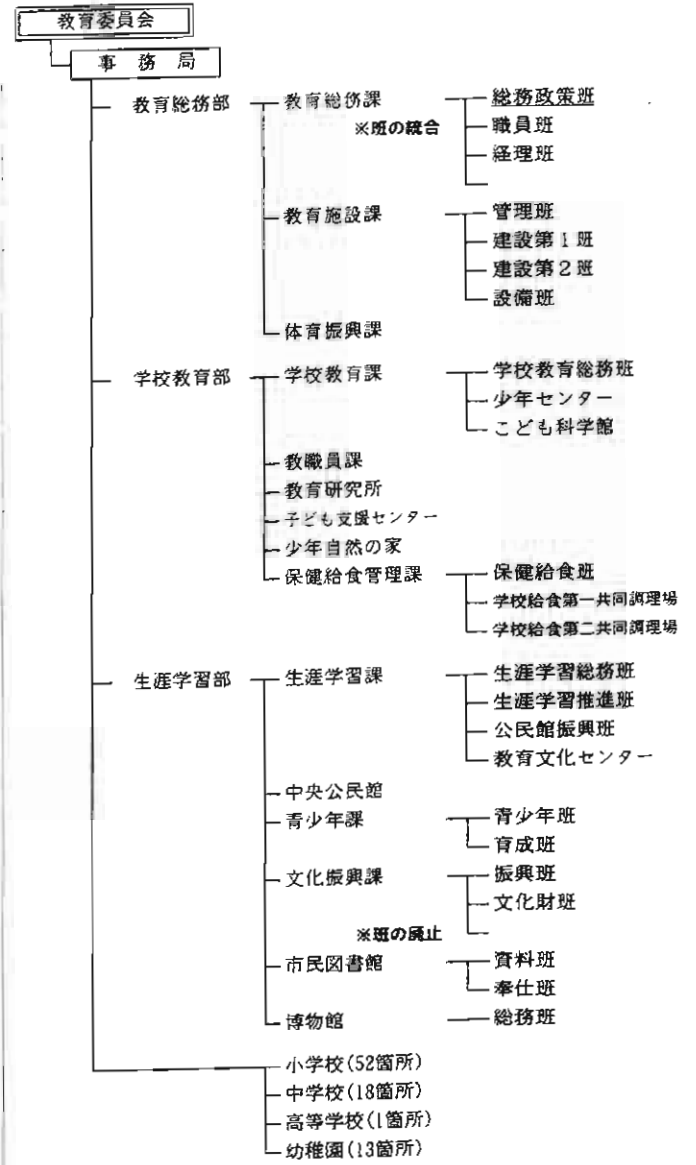 教育委員会
事務局
教育総務部
教育総務課
総務政策班
※班の統合
職員班
経理班
教育施設課
管理班
建設第1班
建設第2班
設備班
体育振興課
学校教育部
学校教育課
学校教育総務班
少年センター
こども科学館
教職員課
教育研究所
子ども支援センター
少年自然の家
保健給食管理課
保健給食班
学校給食第一共同調理場
学校給食第二共同調理場
生涯学習部
生涯学習課
生涯学習総務班
生涯学習推進班
公民館振興班
教育文化センター
中央公民館
青少年課
青少年班
育成班
文化振興課
振興班
文化財班
※班の廃止
市民図書館
資料班
奉仕班
博物館
総務班
小学校(52箇所)
中学校(18箇所)
高等学校(1箇所)
幼稚園(13箇所)